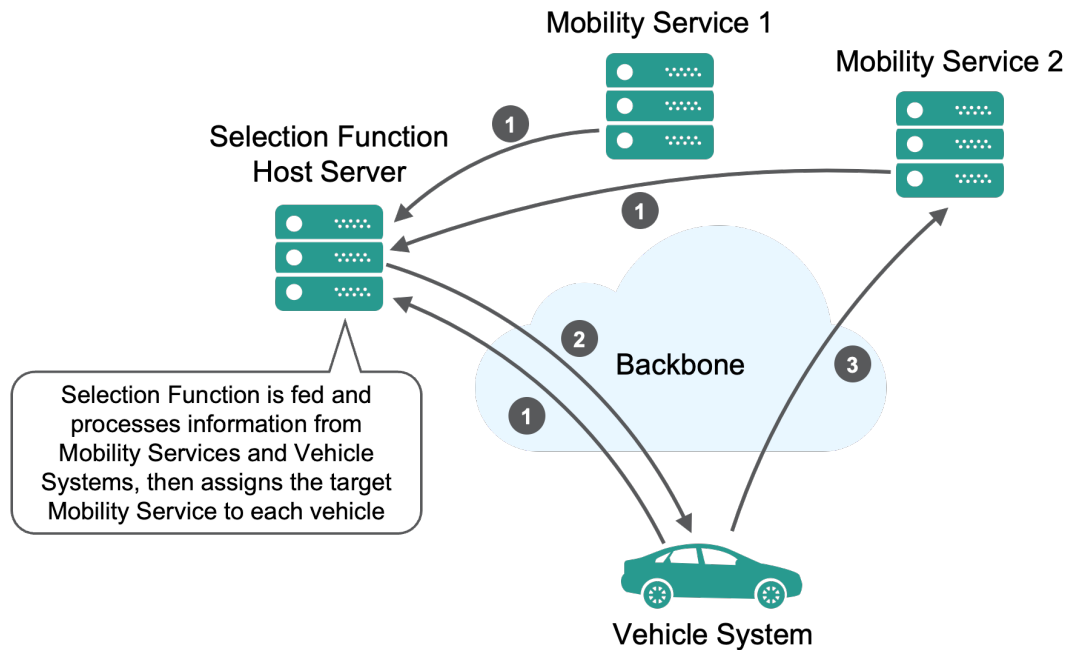 Mobility Service 1
Mobility Service 2
1
Selection Function
Host Server
1
2
Backbone
3
1
Selection Function is fed and
processes information from
Mobility Services and Vehicle
Systems, then assigns the target
Mobility Service to each vehicle
Vehicle System